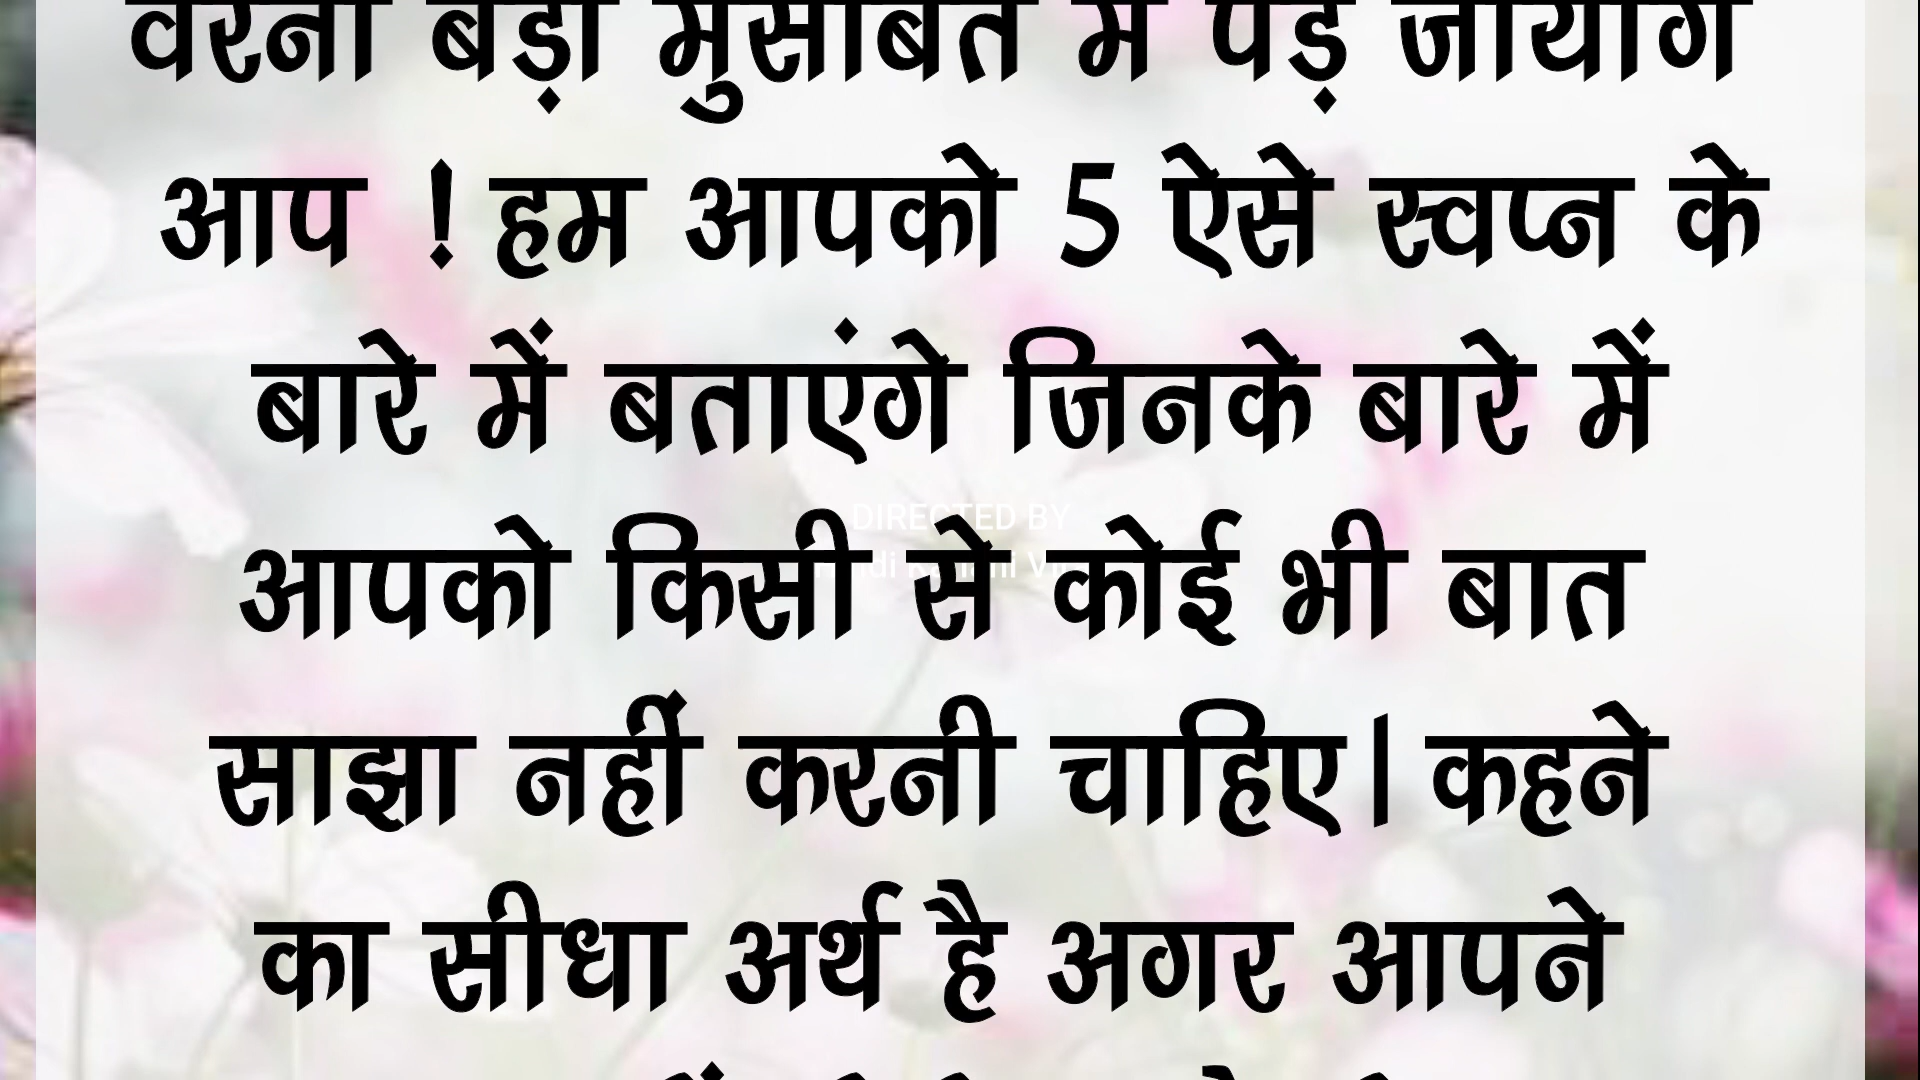 वरना बड़ी मुसीबत में पड़ जायोगे
आप ! हम आपको 5 ऐसे स्वप्न के
बारे में बताएंगे जिनके बारे में
DIRECTED BY
आपको किसी से कोई भी बात
साझा नहीं करनी चाहिए। कहने
का सीधा अर्थ है अगर आपने